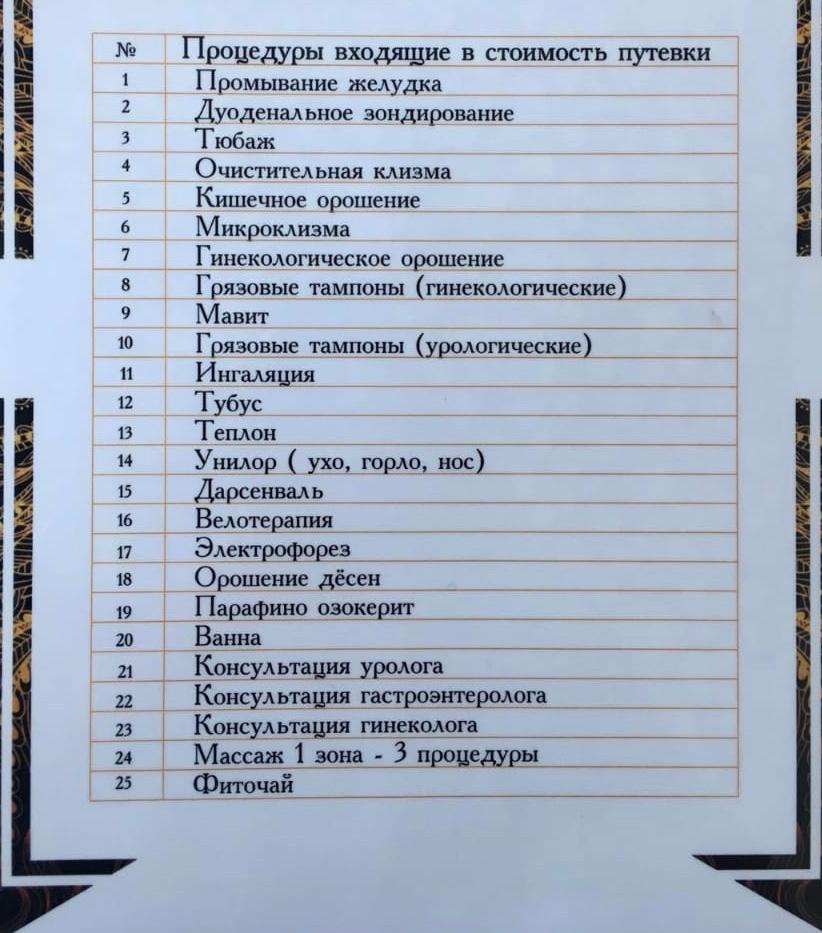 № Процедуры входящие в стоимость путевки
1 Промывание желудка
2 Дуоденальное зондирование
3 Тюбаж
4 Очистительная клизма
5 Кишечное орошение
6 Микроклизма
7 Гинекологическое орошение
8 Грязовые тампоны (гинекологические)
9 Мавит
10 Грязовые тампоны (урологические)
11 Ингаляция
12 Тубус
13 Теплон
14 Унилор ( ухо, горло, нос)
15 Дарсенваль
16 Велотерапия
17 Электрофорез
18 Орошение дёсен
19 Парафино озокерит
20 Ванна
21 Консультация уролога
22 Консультация гастроэнтеролога
23 Консультация гинеколога
24 Массаж 1 зона - 3 процедуры
25 Фиточай